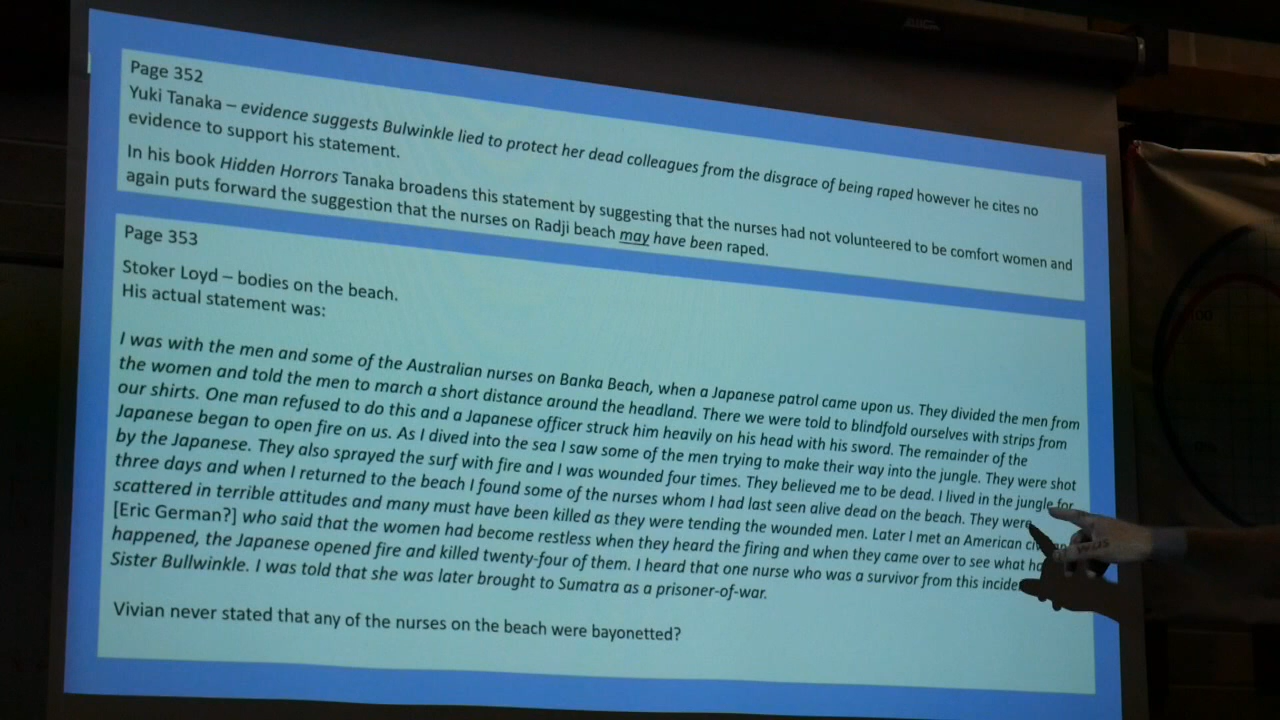 Page 352
Yuki Tanaka – evidence suggests Bulwinkle lied to protect her dead colleagues from the disgrace of being raped however he cites no
evidence to support his statement.
In his book Hidden Horrors Tanaka broadens this statement by suggesting that the nurses had not volunteered to be comfort women and
again puts forward the suggestion that the nurses on Radji beach may have been raped.
Page 353
Stoker Loyd – bodies on the beach.
His actual statement was:
I was with the men and some of the Australian nurses on Banka Beach, when a Japanese patrol came upon us. They divided the men from
the women and told the men to march a short distance around the headland. There we were told to blindfold ourselves with strips from
our shirts. One man refused to do this and a Japanese officer struck him heavily on his head with his sword. The remainder of the
Japanese began to open fire on us. As I dived into the sea I saw some of the men trying to make their way into the jungle. They were shot
by the Japanese. They also sprayed the surf with fire and I was wounded four times. They believed me to be dead. I lived in the jungle for
three days and when I returned to the beach I found some of the nurses whom I had last seen alive dead on the beach. They were
scattered in terrible attitudes and many must have been killed as they were tending the wounded men. Later I met an American
[Eric German?] who said that the women had become restless when they heard the firing and when they came over to see what
happened, the Japanese opened fire and killed twenty-four of them. I heard that one nurse who was a survivor from this
Sister Bullwinkle. I was told that she was later brought to Sumatra as a prisoner-of-war.
Vivian never stated that any of the nurses on the beach were bayonetted?
100